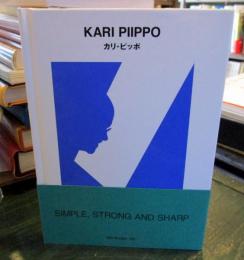 KARI PIIPPO
カリ・ピッポ
SIMPLE, STRONG AND SHARP